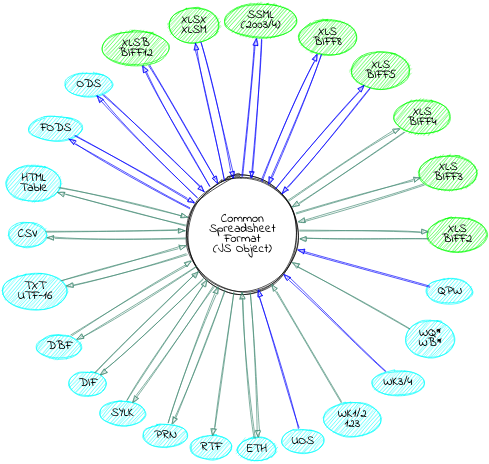 SSML
(2003/4)
XLSX
XLSM
XLS
BIFF8
XLSB
BIFF12
XLS
BIFF5
ODS
XLS
BIFF4
FODS
XLS
BIFF3
HTML
Table
Common
Spreadsheet
Format
(JS Object)
CSV
XLS
BIFF2
TXT
UTF-16
QPW
WQ*
WB*
DBF
DIF
WK3/4
SYLK
WK1/2
123
PRN
RTF
ETH
UOS